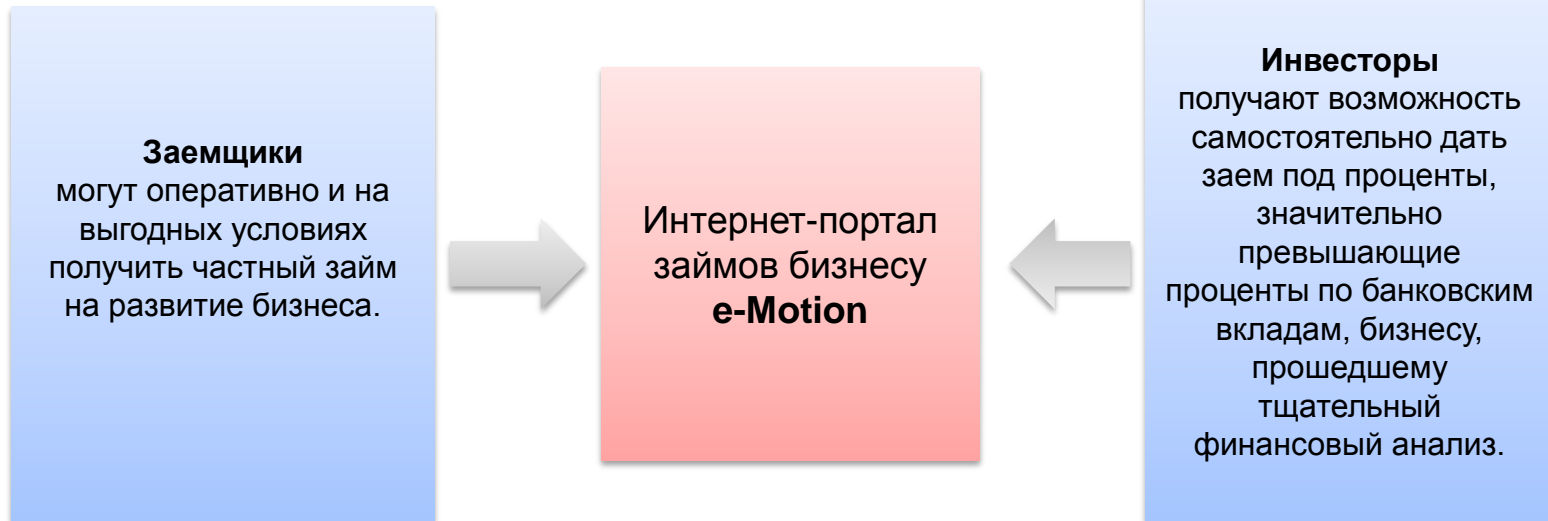 Заемщики
могут оперативно и на
выгодных условиях
получить частный займ
на развитие бизнеса.
Интернет-портал
займов бизнесу
e-Motion
Инвесторы
получают возможность
самостоятельно дать
заем под проценты,
значительно
превышающие
проценты по банковским
вкладам, бизнесу,
прошедшему
тщательный
финансовый анализ.